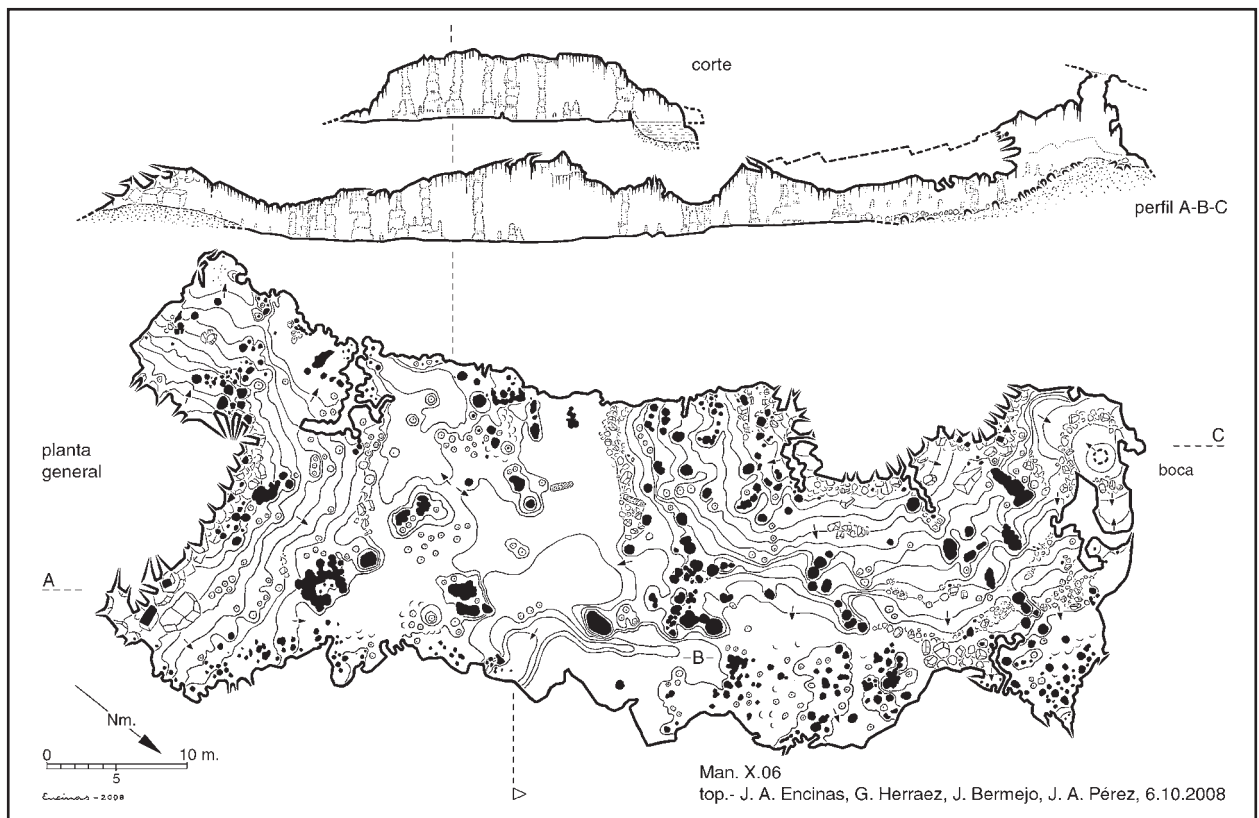 corte
perfil A-B-C
planta
general
C
boca
A
B
Nm.
0 10 m.
5
Encinas - 2008
Man. X.06
top.- J. A. Encinas, G. Herraez, J. Bermejo, J. A. Pérez, 6.10.2008